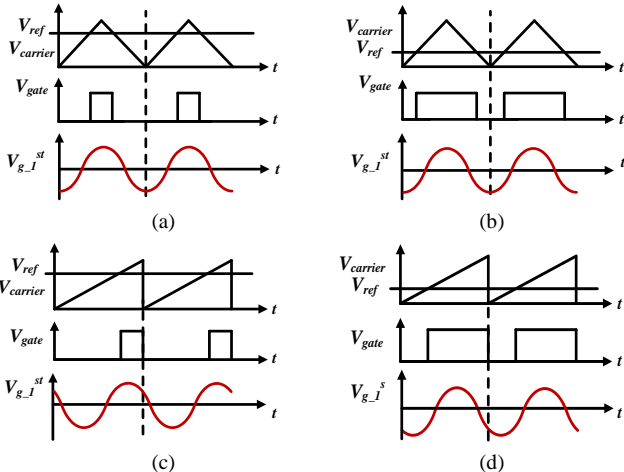 V_ref
V_carrier
t
V_gate
t
V_g_1^st
t
(a)
V_carrier
V_ref
t
V_gate
t
V_g_1^st
t
(b)
V_ref
V_carrier
t
V_gate
t
V_g_1^st
t
(c)
V_carrier
V_ref
t
V_gate
t
V_g_1^s
t
(d)